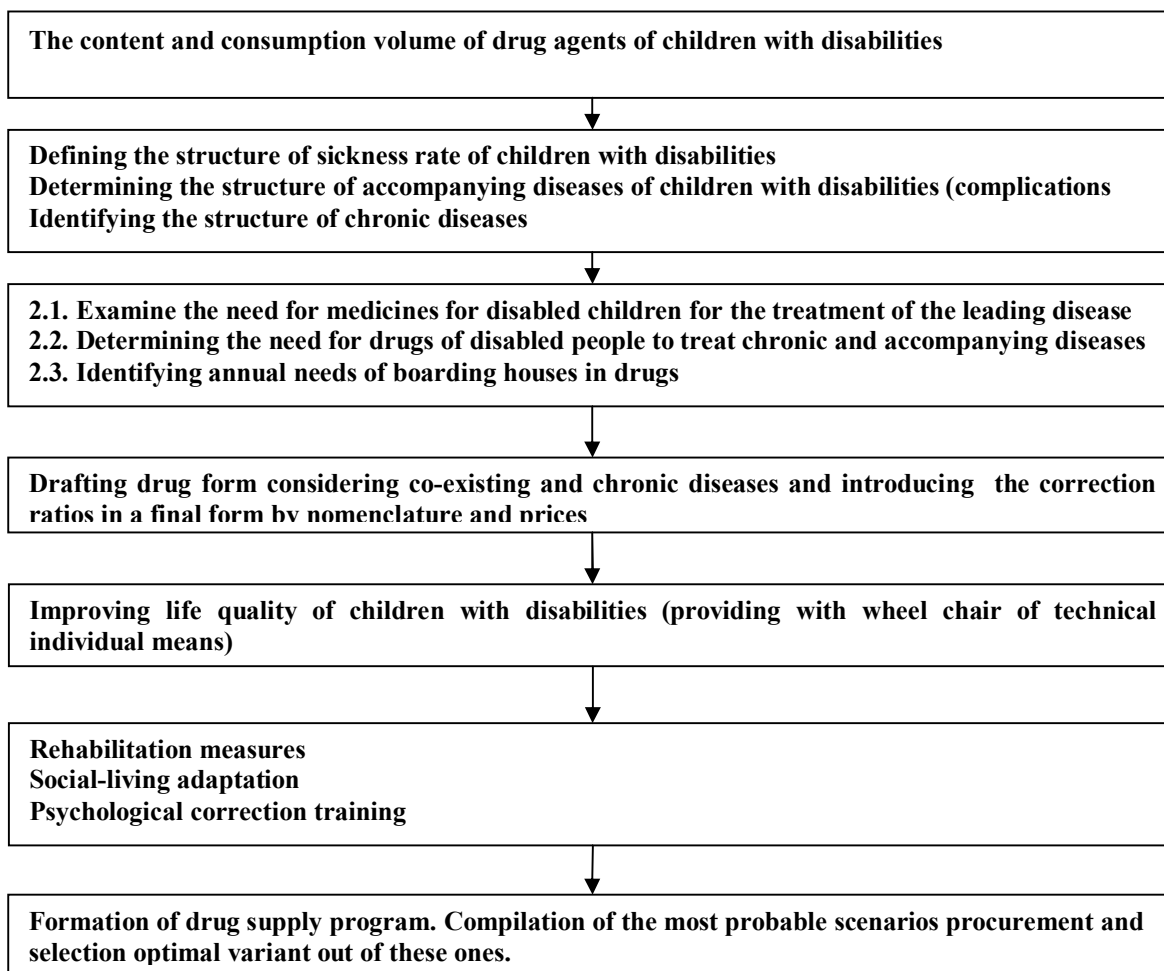 The content and consumption volume of drug agents of children with disabilities
Defining the structure of sickness rate of children with disabilities
Determining the structure of accompanying diseases of children with disabilities (complications
Identifying the structure of chronic diseases
2.1. Examine the need for medicines for disabled children for the treatment of the leading disease
2.2. Determining the need for drugs of disabled people to treat chronic and accompanying diseases
2.3. Identifying annual needs of boarding houses in drugs
Drafting drug form considering co-existing and chronic diseases and introducing the correction
ratios in a final form by nomenclature and prices
Improving life quality of children with disabilities (providing with wheel chair of technical
individual means)
Rehabilitation measures
Social-living adaptation
Psychological correction training
Formation of drug supply program. Compilation of the most probable scenarios procurement and
selection optimal variant out of these ones.